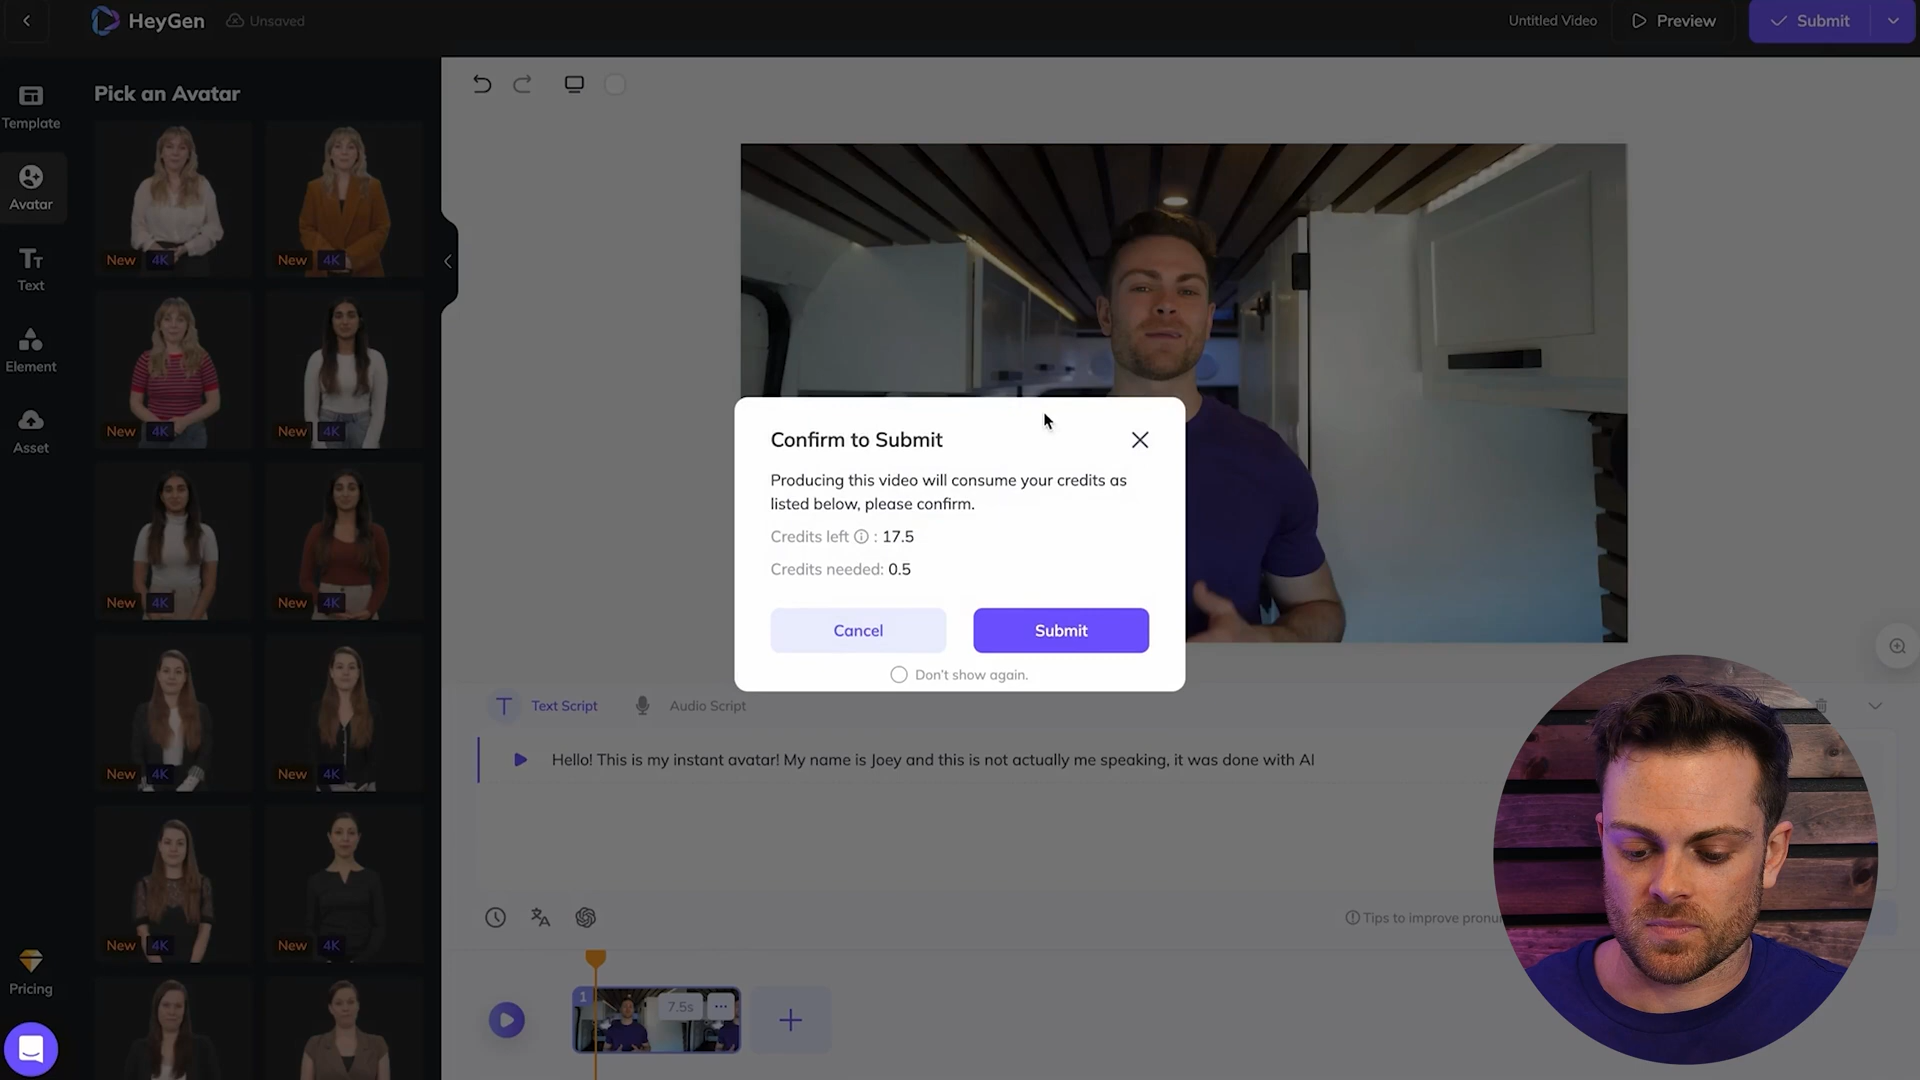 HeyGen
Unsaved
Untitled Video
Preview
Submit
Template
Avatar
Text
Element
Asset
Pricing
Pick an Avatar
New 4K
New 4K
New 4K
New 4K
New 4K
New 4K
New 4K
New 4K
New 4K
New 4K
Confirm to Submit
Producing this video will consume your credits as
listed below, please confirm.
Credits left : 17.5
Credits needed: 0.5
Cancel
Submit
Don't show again.
Text Script
Audio Script
Hello! This is my instant avatar! My name is Joey and this is not actually me speaking, it was done with AI
Tips to improve
1
7.5s